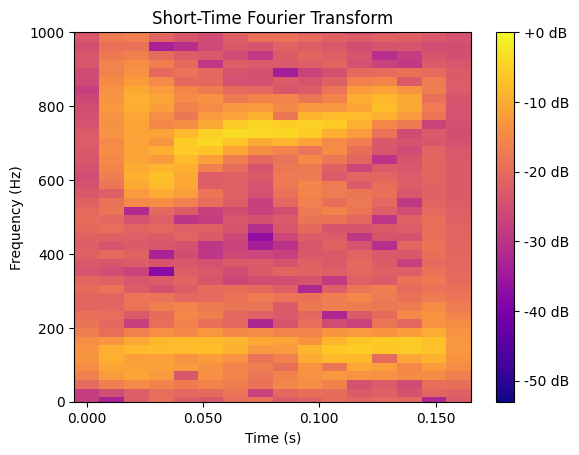 Short-Time Fourier Transform
1000
800
600
400
200
0
Frequency (Hz)
0.000
0.050
0.100
0.150
Time (s)
+0 dB
-10 dB
-20 dB
-30 dB
-40 dB
-50 dB